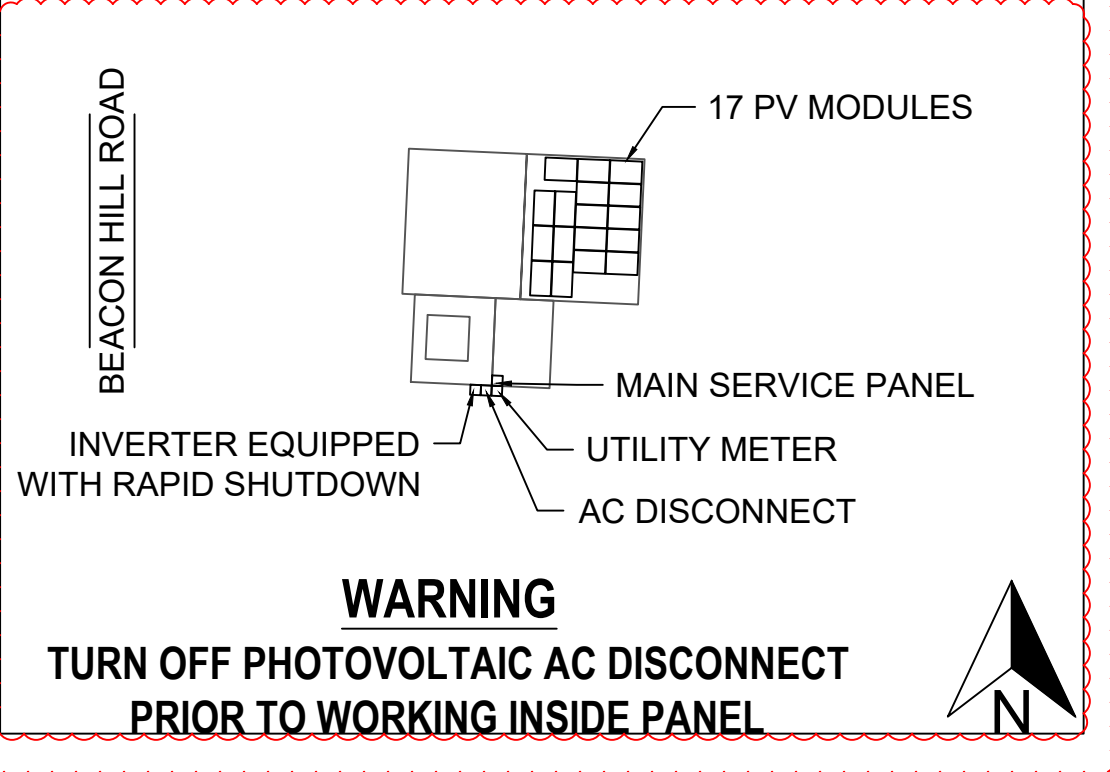 BEACON HILL ROAD
17 PV MODULES
MAIN SERVICE PANEL
INVERTER EQUIPPED
WITH RAPID SHUTDOWN
UTILITY METER
AC DISCONNECT
WARNING
TURN OFF PHOTOVOLTAIC AC DISCONNECT
PRIOR TO WORKING INSIDE PANEL
N